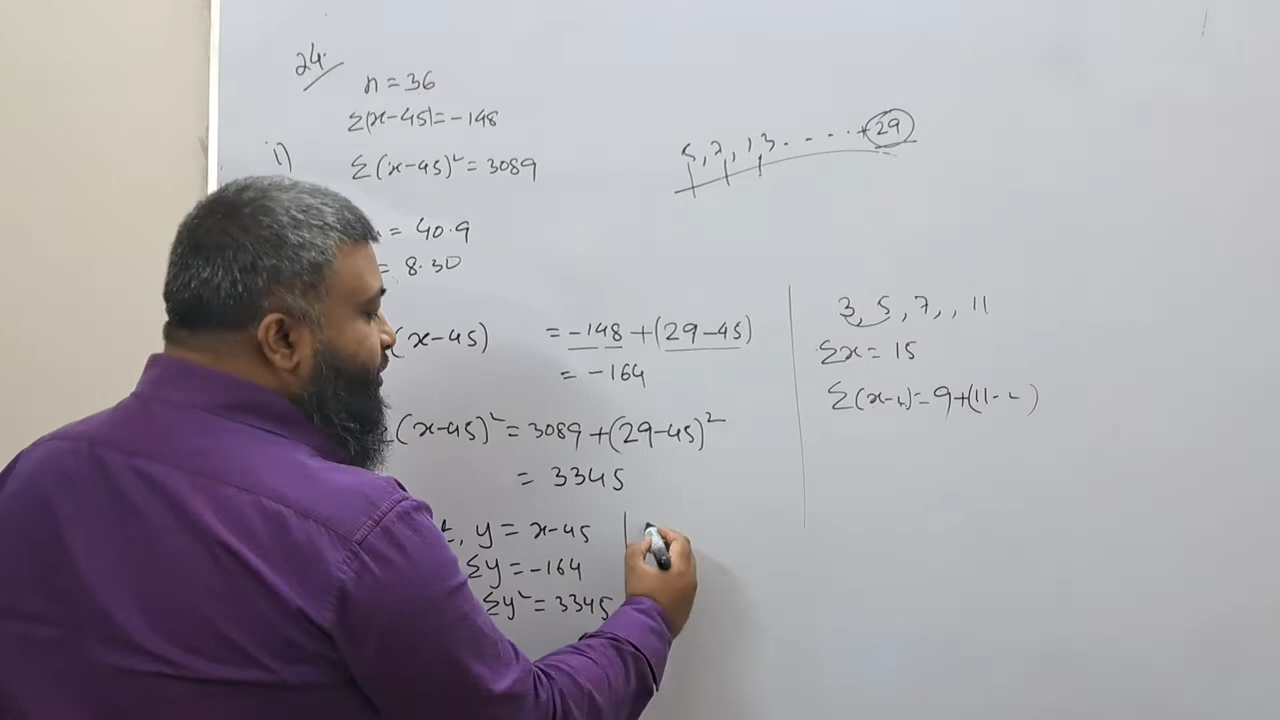 24.
n = 36
Σ(x-45) = -148
i)
Σ(x-45)² = 3089
= 40.9
= 8.30
(x-45) = -148 + (29-45)
= -164
(x-45)² = 3089 + (29-45)²
= 3345
, y = x-45
Σy = -164
Σy² = 3345
5, 7, 13 . . . . . 29
3, 5, 7, , 11
Σx = 15
Σ(x-2) = 9+(11-2)